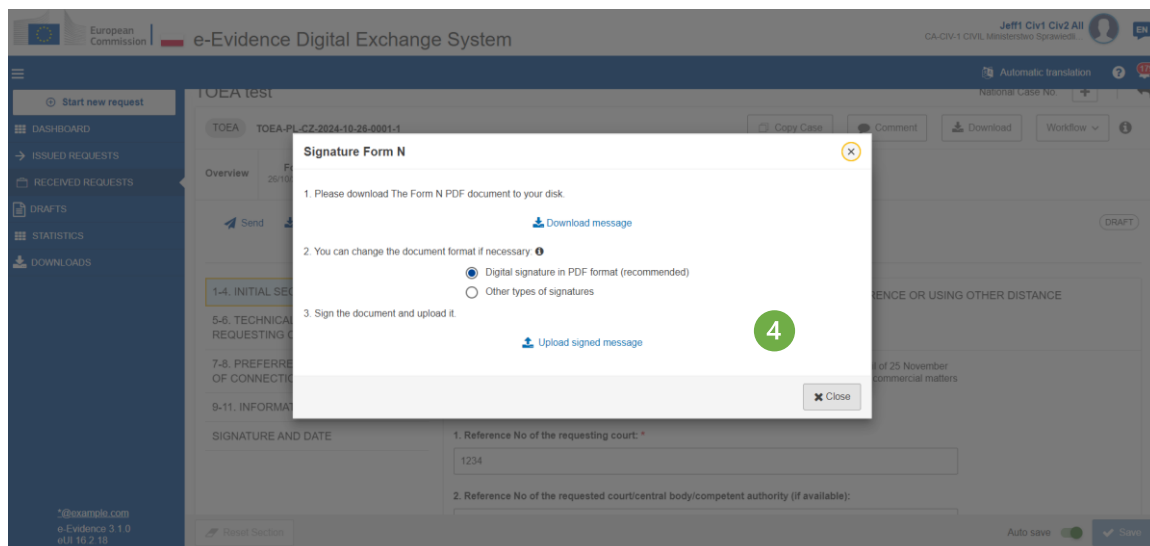 European
Commission
e-Evidence Digital Exchange System
Jeff1 Civ1 Civ2 All
CA-CIV-1 CIVIL Ministerstwo Sprawiedli...
EN
Automatic translation
?
Start new request
TOEA test
National Case No.
+
DASHBOARD
ISSUED REQUESTS
RECEIVED REQUESTS
DRAFTS
STATISTICS
DOWNLOADS
TOEA
TOEA-PL-CZ-2024-10-26-0001-1
Copy Case
Comment
Download
Workflow
Overview
Send
DRAFT
Signature Form N
1. Please download The Form N PDF document to your disk.
Download message
2. You can change the document format if necessary.
Digital signature in PDF format (recommended)
Other types of signatures
3. Sign the document and upload it.
4
Upload signed message
Close
1-4. INITIAL SEC
RENCE OR USING OTHER DISTANCE
5-6. TECHNICA
REQUESTING C
7-8. PREFERRE
OF CONNECTIO
of 25 November
commercial matters
9-11. INFORMAT
SIGNATURE AND DATE
1. Reference No of the requesting court: *
1234
2. Reference No of the requested court/central body/competent authority (if available):
*@example.com
e-Evidence 3.1.0
eUI 16.2.18
Reset Section
Auto save
Save